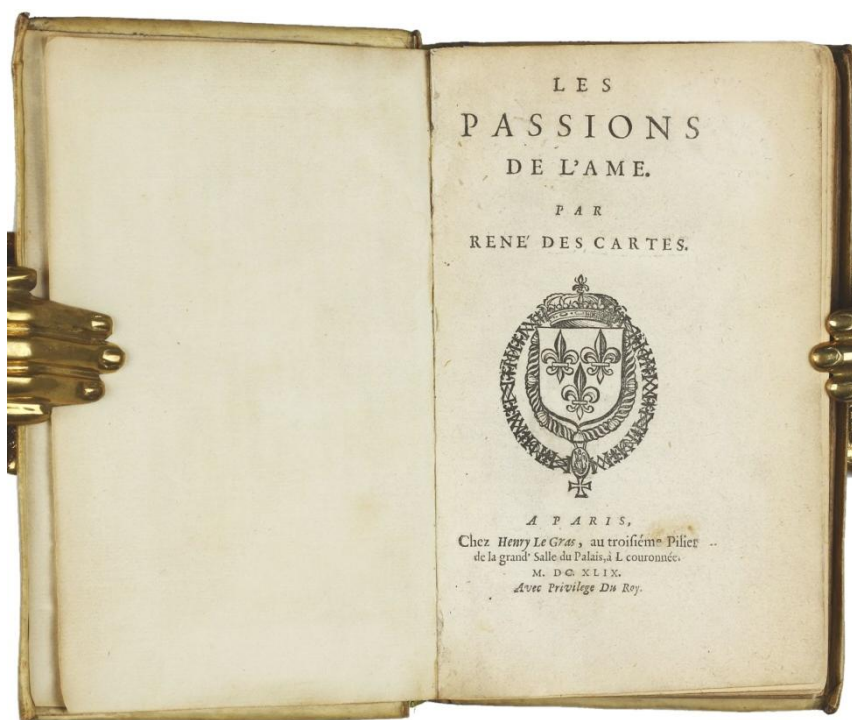 LES
PASSIONS
DE L'AME.
PAR
RENE' DES CARTES.
A PARIS,
Chez Henry Le Gras, au troisiéme Pilier
de la grand' Salle du Palais, à L couronnée.
M. DC. XLIX.
Avec Privilege Du Roy.